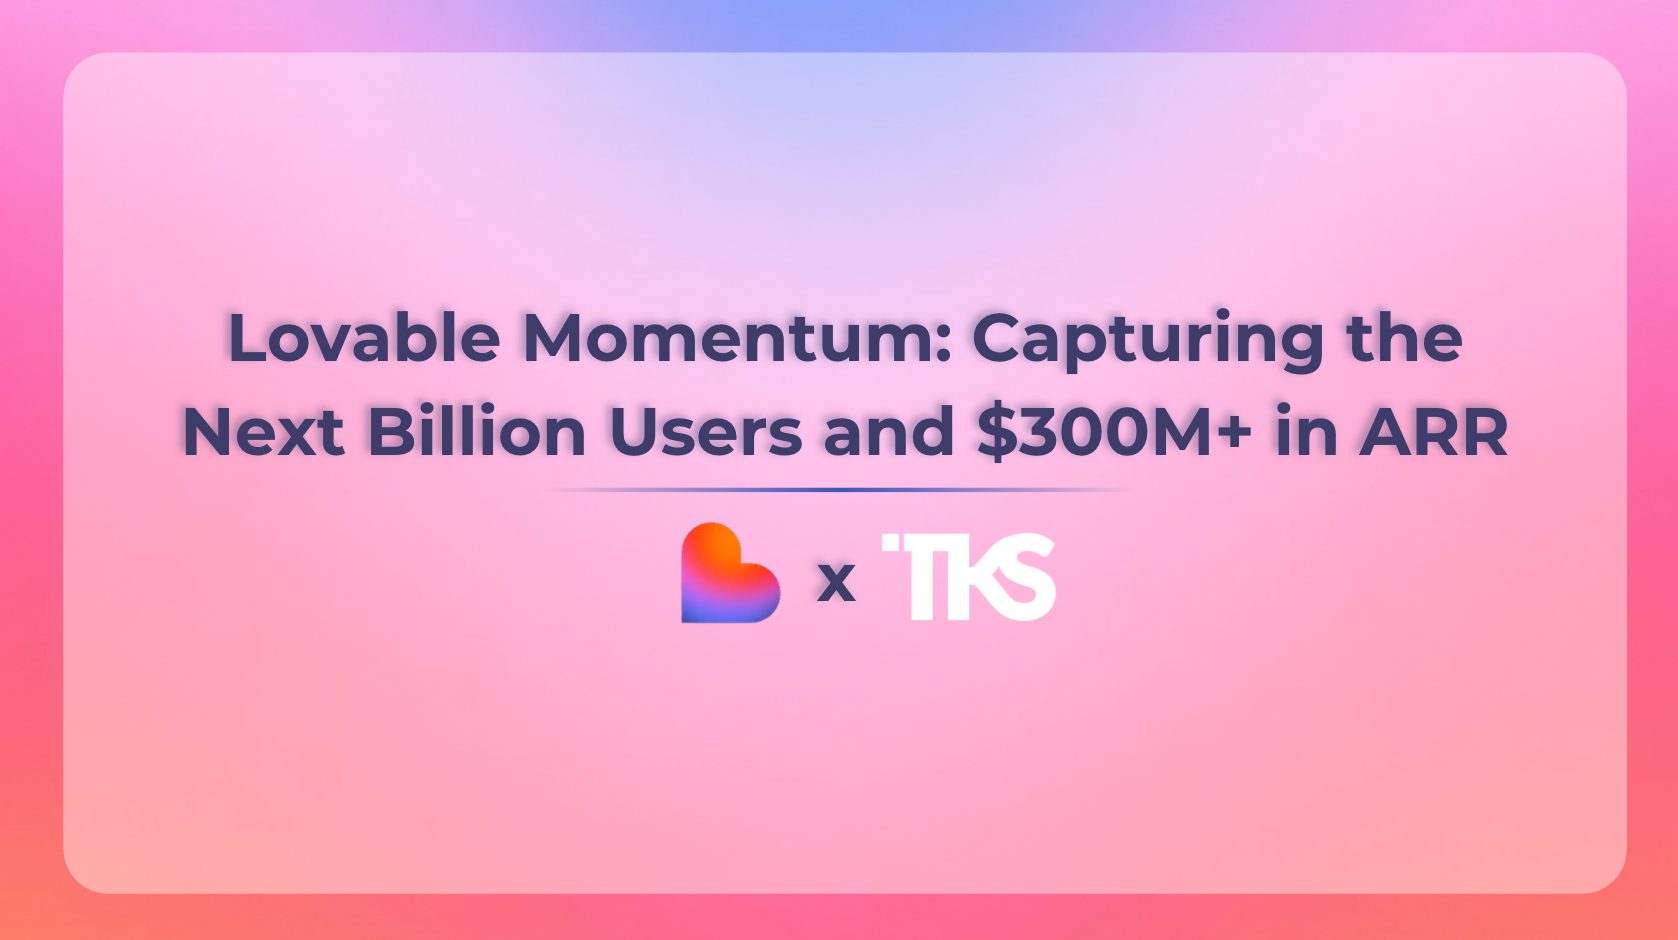 Lovable Momentum: Capturing the
Next Billion Users and $300M+ in ARR
x TKS